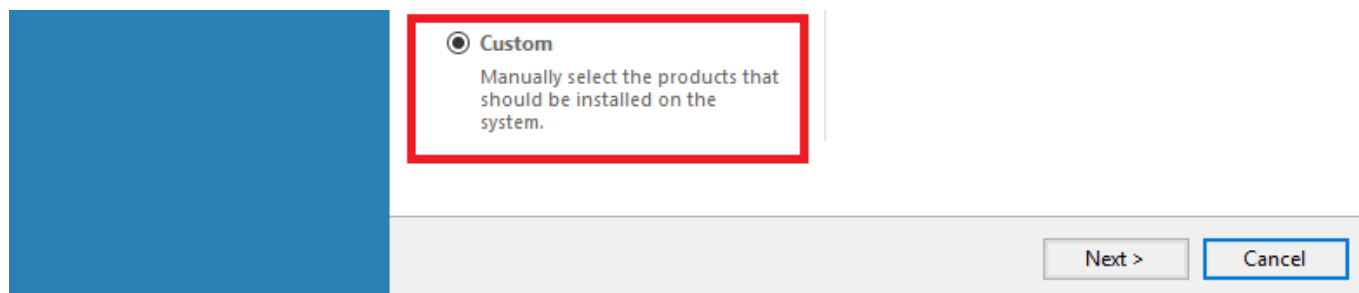 Custom
Manually select the products that
should be installed on the
system.
Next >
Cancel